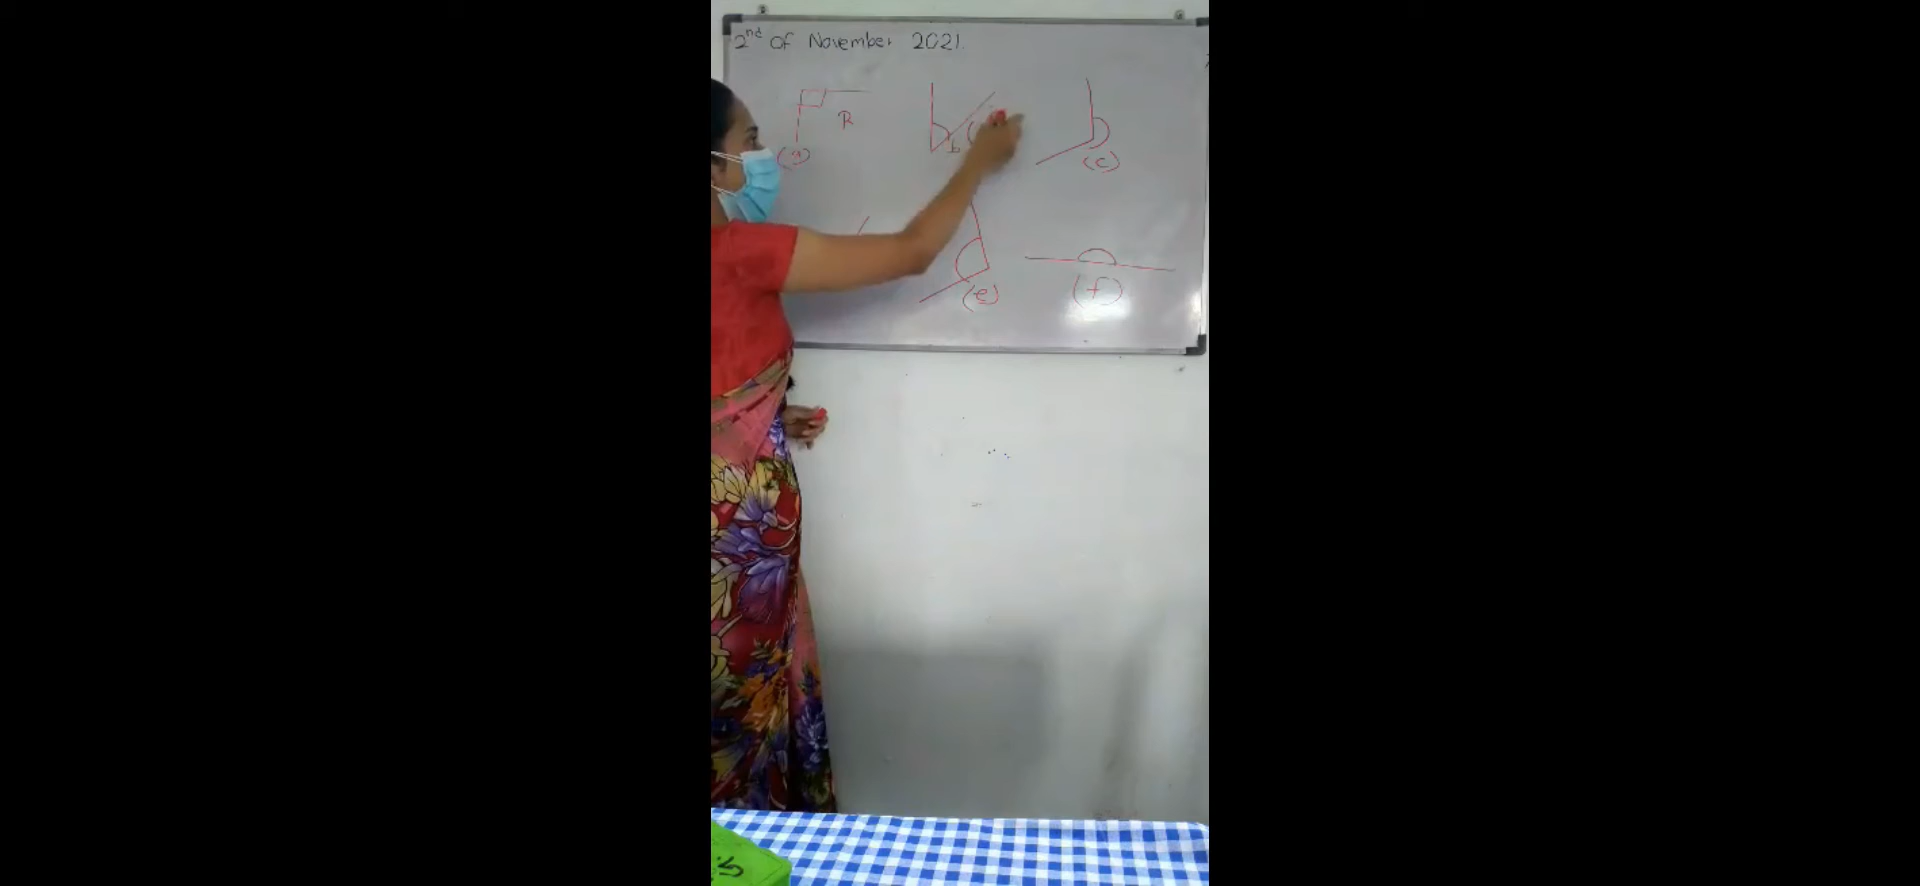 2nd Of November 2021.
R
(a)
b
(c)
(e)
(f)